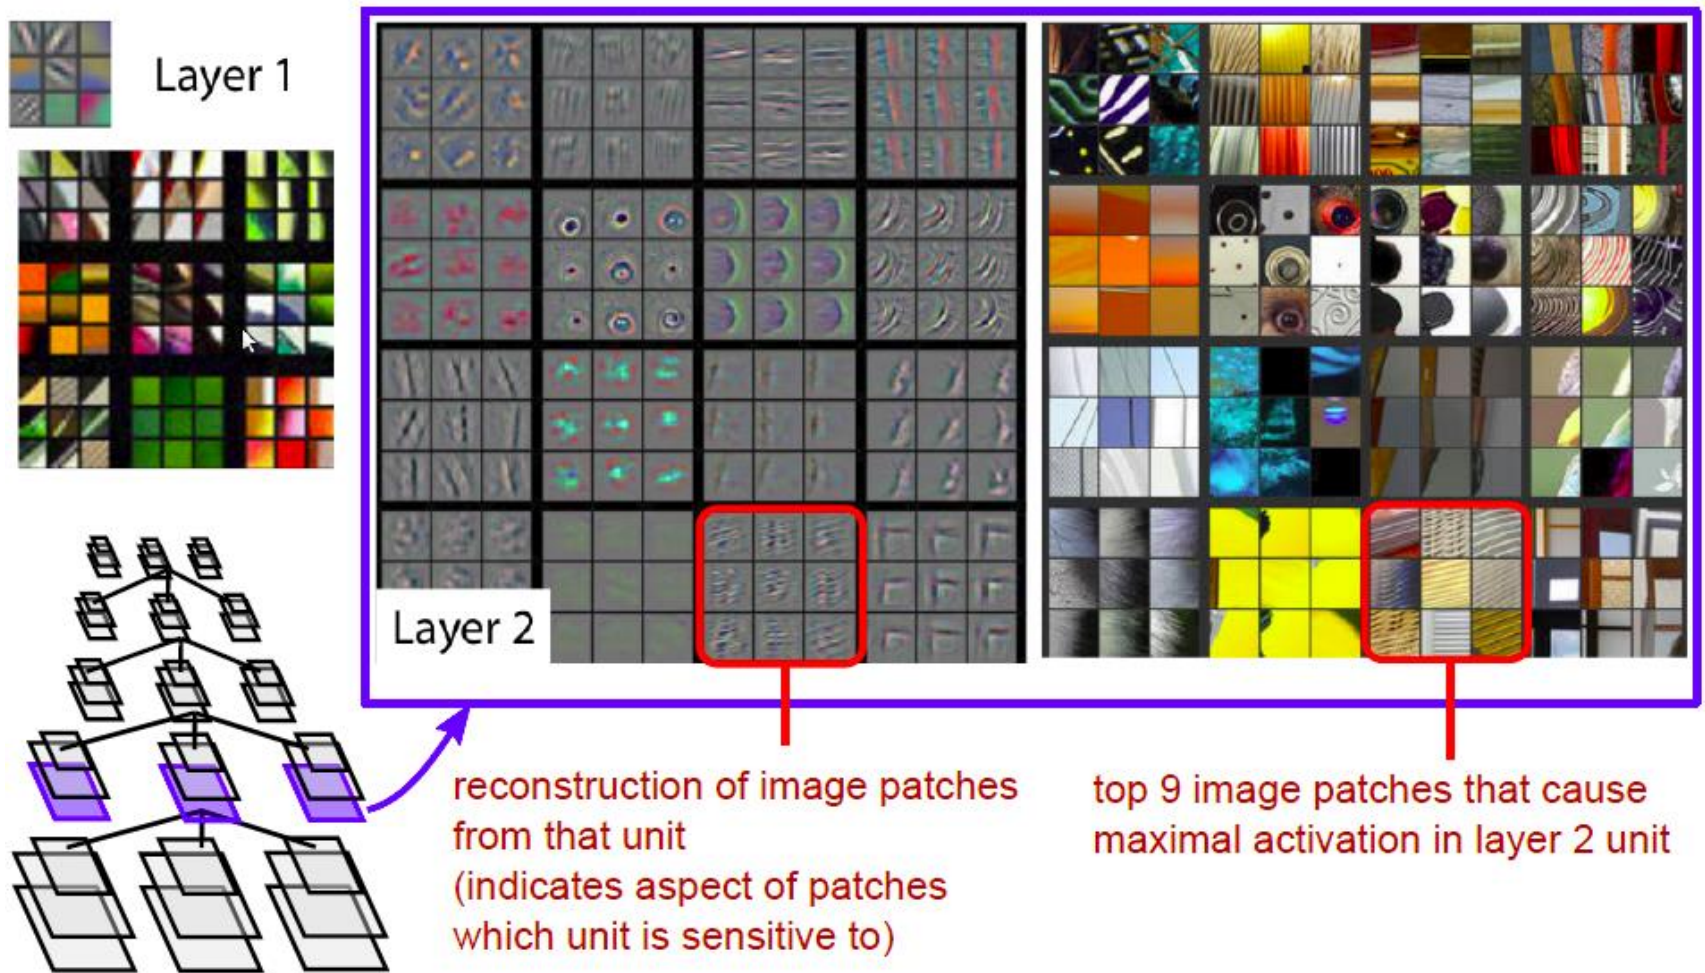 Layer 1
Layer 2
reconstruction of image patches
from that unit
(indicates aspect of patches
which unit is sensitive to)
top 9 image patches that cause
maximal activation in layer 2 unit